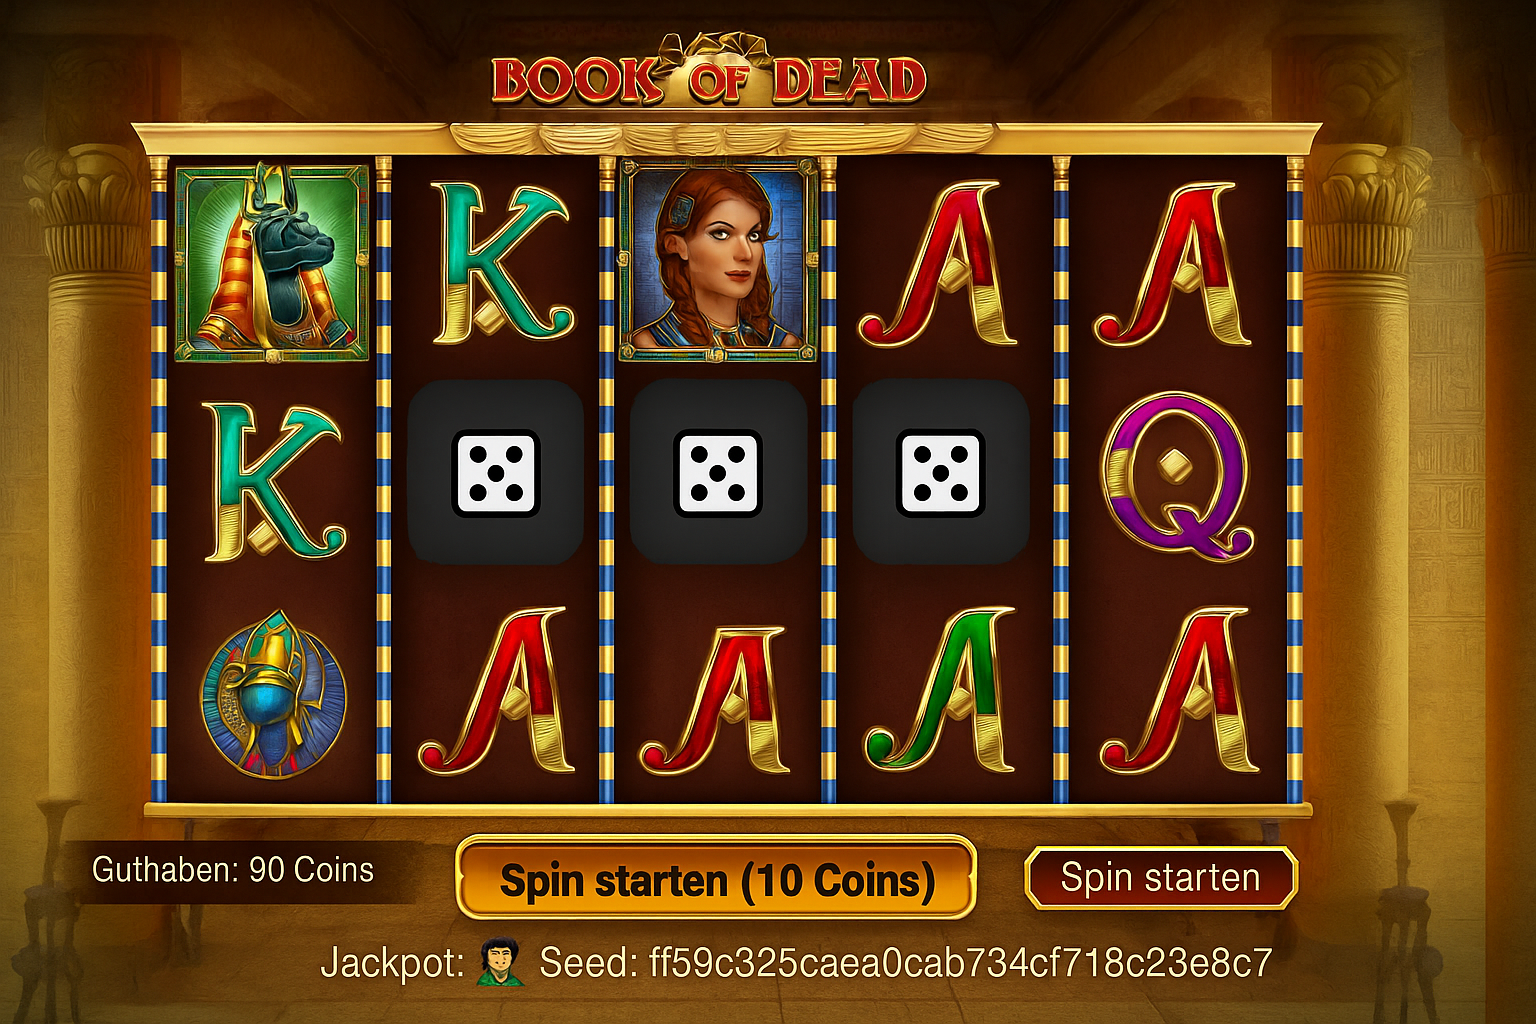 BOOK OF DEAD
K A A
K Q
A A A A
Guthaben: 90 Coins
Spin starten (10 Coins)
Spin starten
Jackpot: Seed: ff59c325caea0cab734cf718c23e8c7